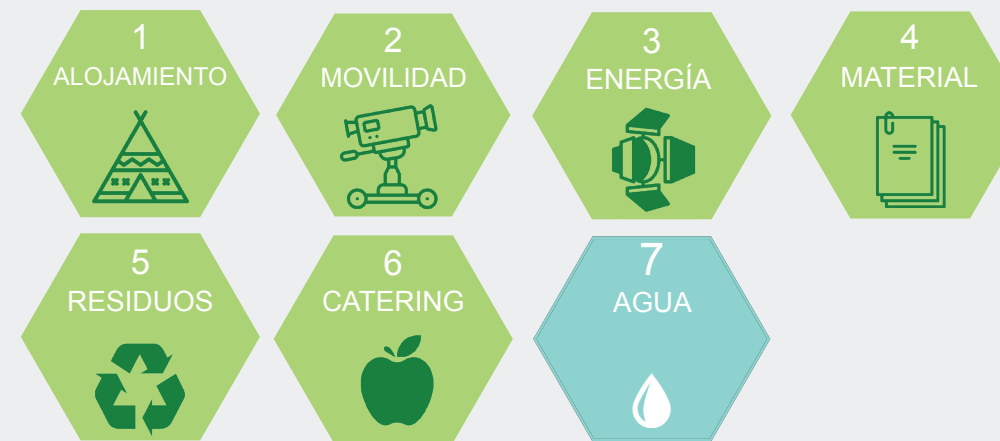 1
ALOJAMIENTO
2
MOVILIDAD
3
ENERGÍA
4
MATERIAL
5
RESIDUOS
6
CATERING
7
AGUA